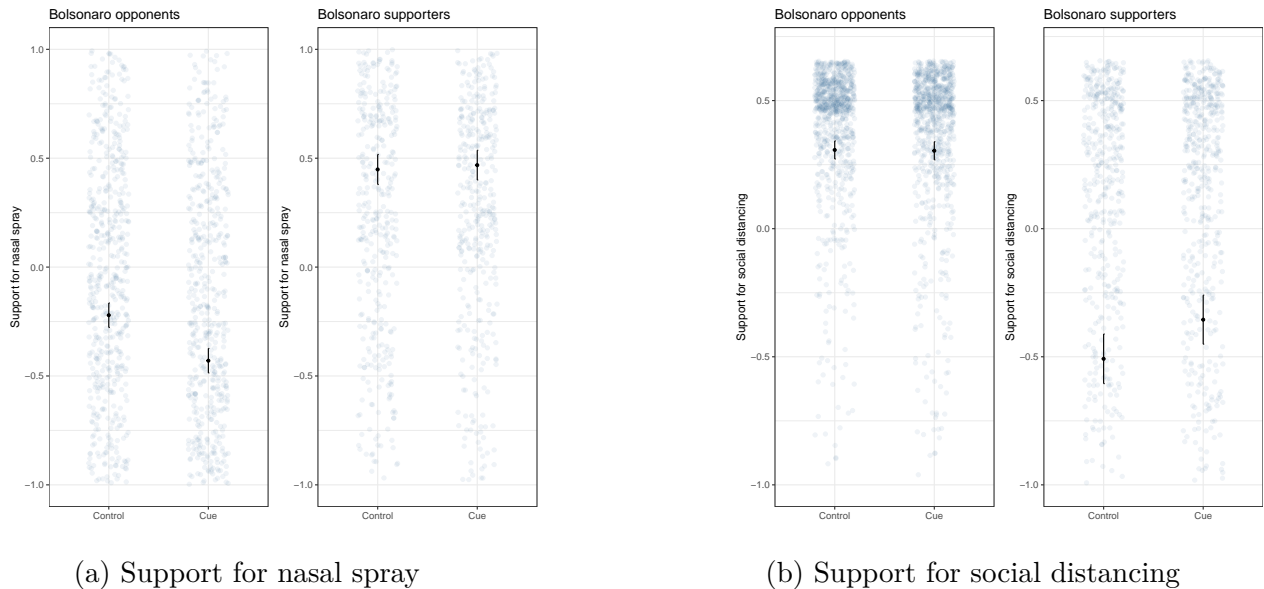 Bolsonaro opponents
Support for nasal spray
1.0
0.5
0.0
−0.5
−1.0
Control Cue
Bolsonaro supporters
Support for nasal spray
1.0
0.5
0.0
−0.5
−1.0
Control Cue
(a) Support for nasal spray
Bolsonaro opponents
Support for social distancing
0.5
0.0
−0.5
−1.0
Control Cue
Bolsonaro supporters
Support for social distancing
0.5
0.0
−0.5
−1.0
Control Cue
(b) Support for social distancing